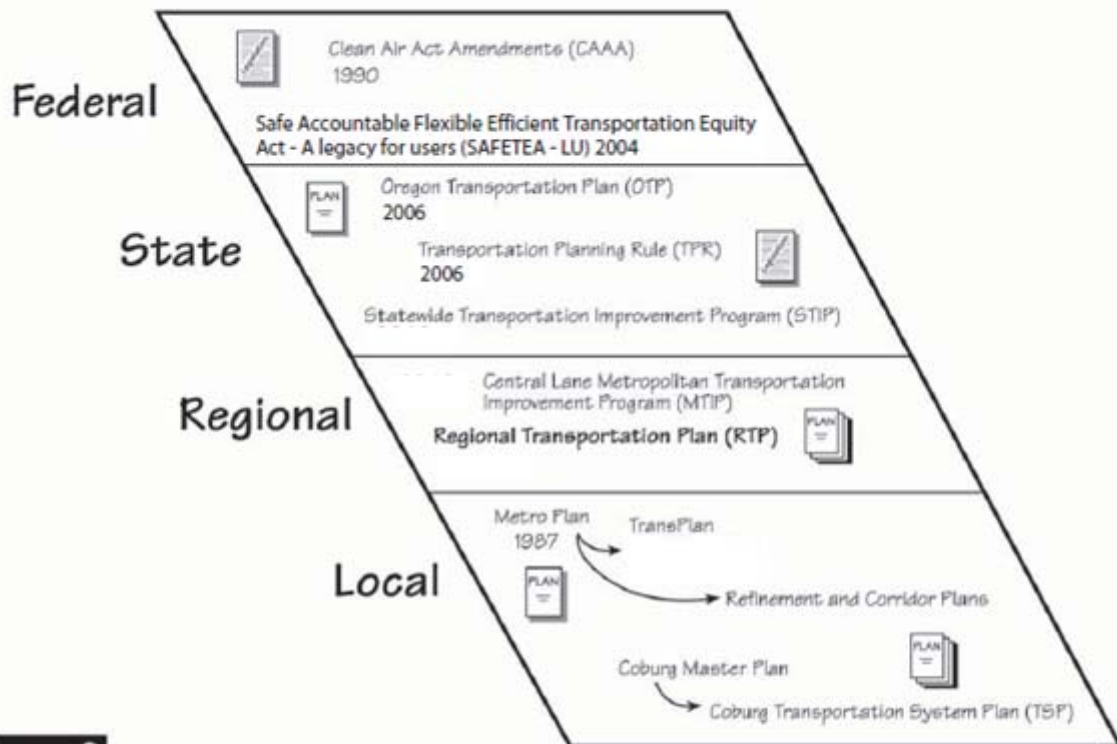 Federal
Clean Air Act Amendments (CAAA)
1990
Safe Accountable Flexible Efficient Transportation Equity
Act - A legacy for users (SAFETEA - LU) 2004
State
PLAN
Oregon Transportation Plan (OTP)
2006
Transportation Planning Rule (TPR)
2006
Statewide Transportation Improvement Program (STIP)
Regional
Central Lane Metropolitan Transportation
Improvement Program (MTIP)
Regional Transportation Plan (RTP)
PLAN
Local
Metro Plan
1987
TransPlan
PLAN
Refinement and Corridor Plans
PLAN
Coburg Master Plan
Coburg Transportation System Plan (TSP)